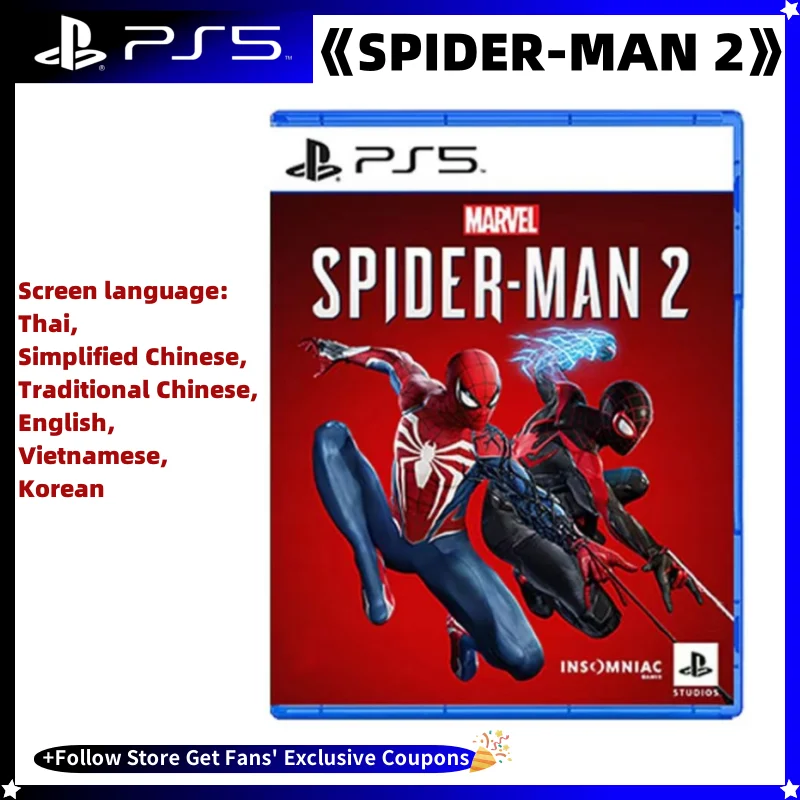 PS5
《SPIDER-MAN 2》
PS5
MARVEL
SPIDER-MAN 2
Screen language:
Thai,
Simplified Chinese,
Traditional Chinese,
English,
Vietnamese,
Korean
INSOMNIAC
GAMES
STUDIOS
+Follow Store Get Fans' Exclusive Coupons